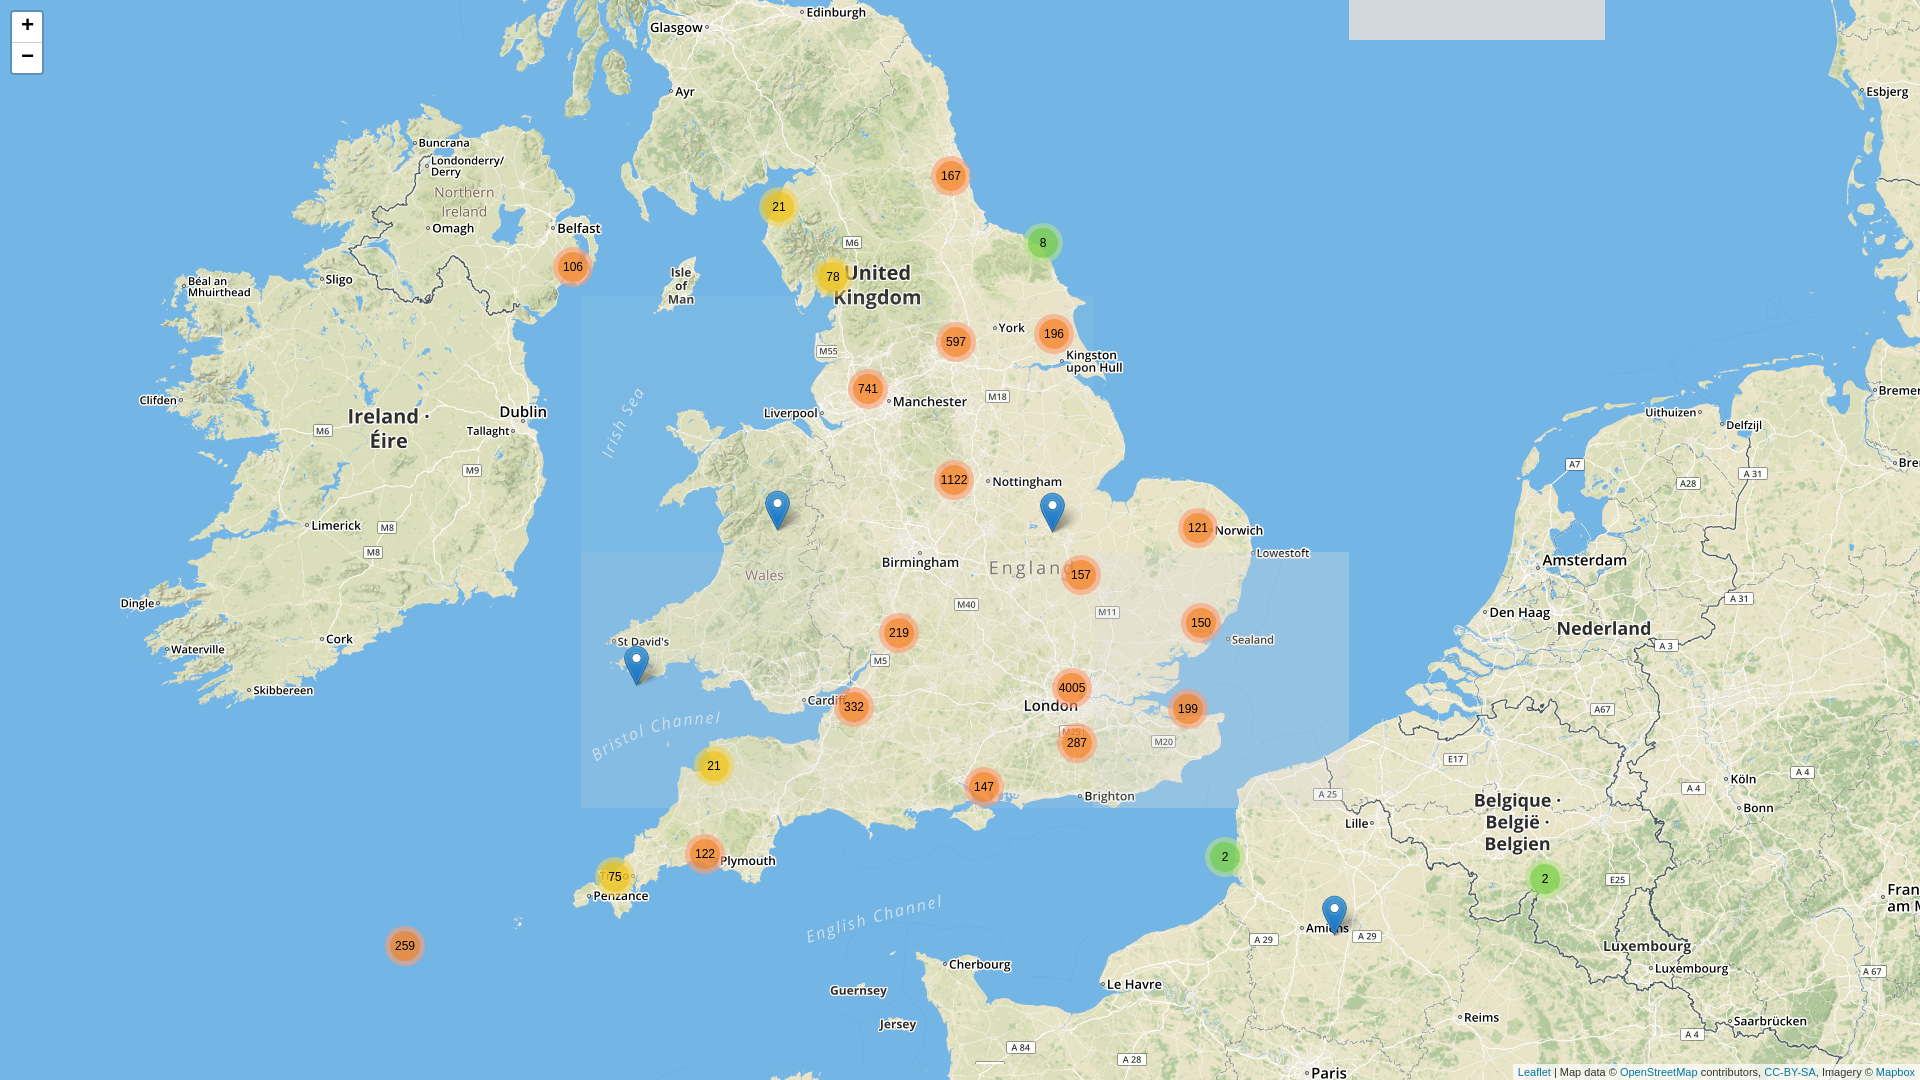 +
−
Edinburgh
Glasgow
Ayr
Esbjerg
Buncrana
Londonderry/
Derry
Northern
Ireland
Omagh
Belfast
167
21
8
M6
106
78
United
Kingdom
Isle
of
Man
Sligo
Béal an
Mhuirthead
York
196
597
M55
Kingston
upon Hull
741
Manchester
M18
Liverpool
Irish Sea
Clifden
Ireland ·
Éire
Dublin
Tallaght
M6
M9
Uithuizen
Delfzijl
A7
A 31
A28
1122
Nottingham
Limerick
M8
M8
121
Norwich
Lowestoft
Birmingham
England
157
Wales
Amsterdam
Dingle
M40
M11
A 31
Den Haag
Nederland
219
150
Sealand
St David's
Cork
Waterville
M5
A 3
Skibbereen
4005
London
Cardiff
332
199
A67
Bristol Channel
287
M20
E17
21
147
Brighton
A 25
Köln
A 4
A 4
Bonn
Belgique ·
België ·
Belgien
Lille
122
Plymouth
2
75
Penzance
2
E25
English Channel
259
Amiens
A 29
A 29
Luxembourg
Luxembourg
A 67
Cherbourg
Le Havre
Guernsey
Jersey
Reims
Saarbrücken
A 84
A 28
A 4
Paris
Leaflet | Map data © OpenStreetMap contributors, CC-BY-SA, Imagery © Mapbox